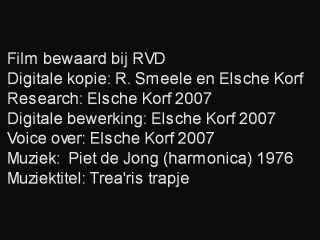 Film bewaard bij RVD
Digitale kopie: R. Smeele en Elsche Korf
Research: Elsche Korf 2007
Digitale bewerking: Elsche Korf 2007
Voice over: Elsche Korf 2007
Muziek:  Piet de Jong (harmonica) 1976
Muziektitel: Trea'ris trapje